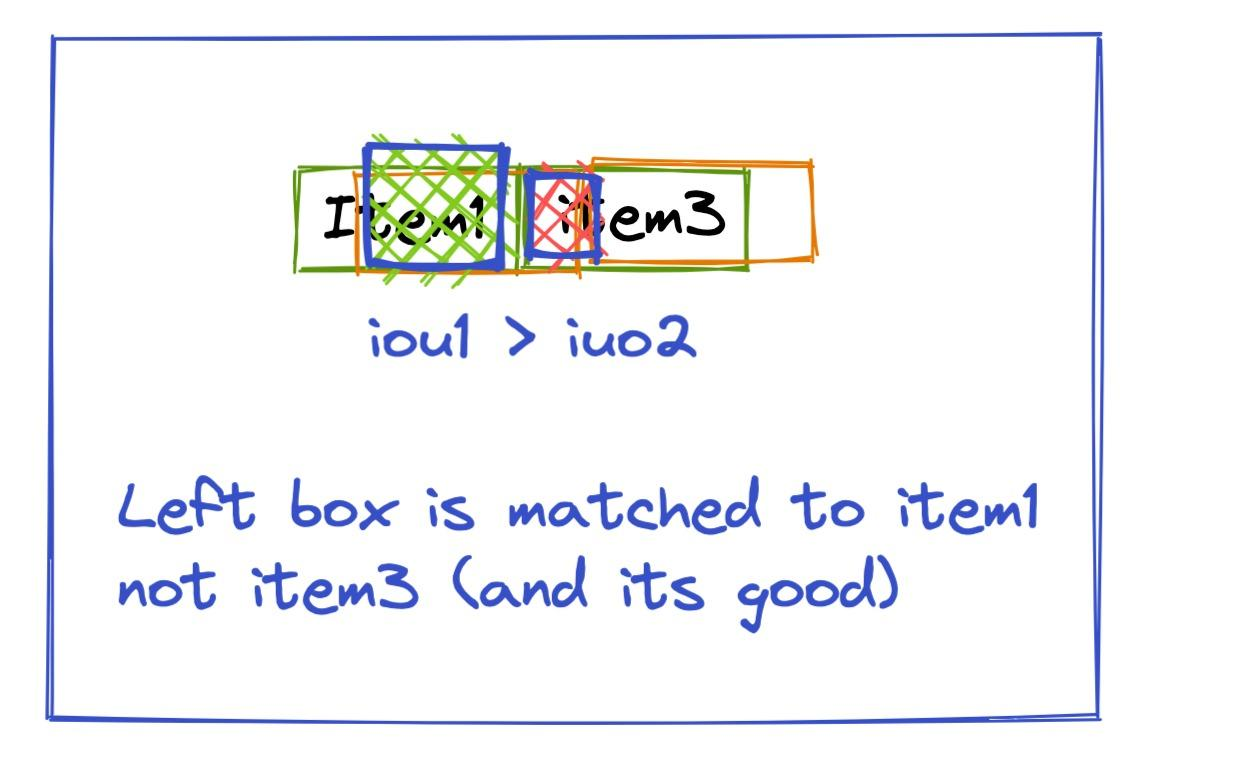 Item1 item3
iou1 > iuo2
Left box is matched to item1
not item3 (and its good)